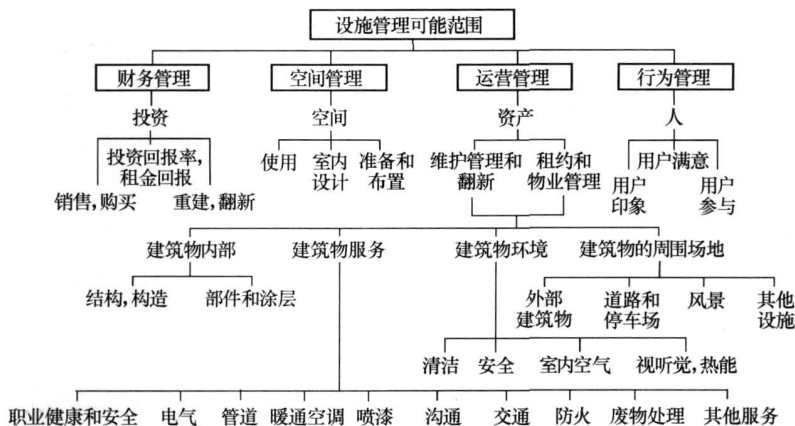 设施管理可能范围
财务管理
空间管理
运营管理
行为管理
投资
空间
资产
人
投资回报率,
租金回报
销售,购买
重建,翻新
使用
室内
设计
准备和
布置
维护管理和
翻新
租约和
物业管理
用户满意
用户
印象
用户
参与
建筑物内部
建筑物服务
建筑物环境
建筑物的周围场地
结构,构造
部件和涂层
外部
建筑物
道路和
停车场
风景
其他
设施
清洁
安全
室内空气
视听觉,热能
职业健康和安全
电气
管道
暖通空调
喷漆
沟通
交通
防火
废物处理
其他服务